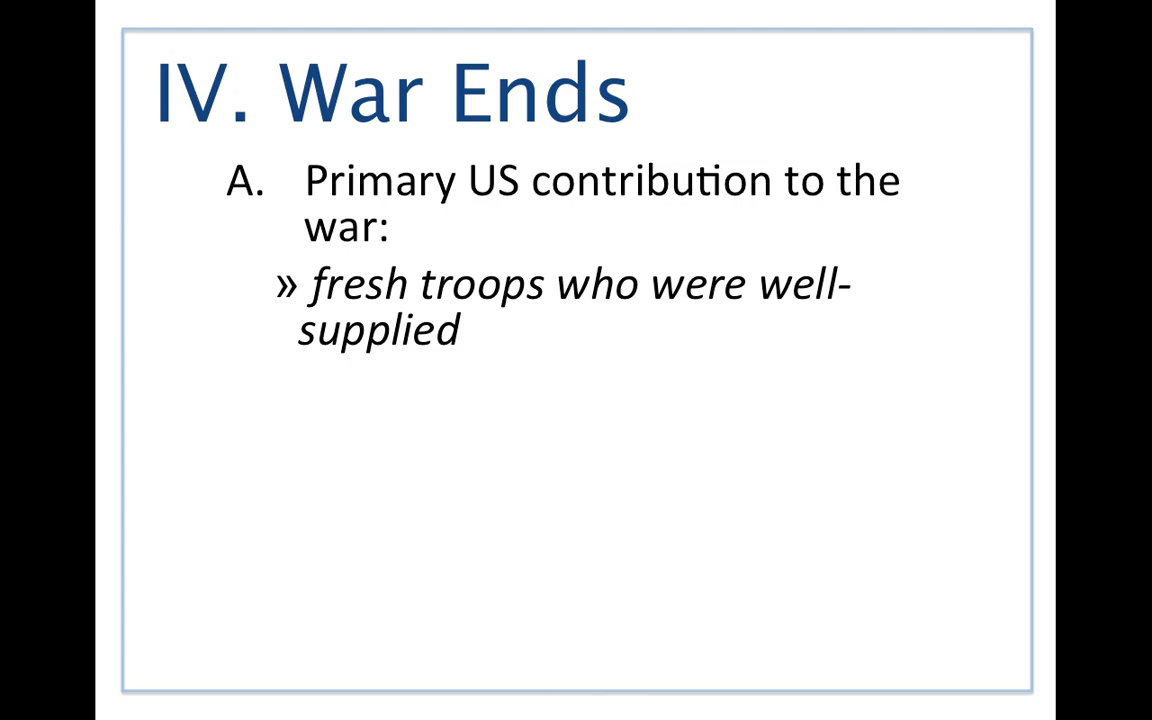 IV. War Ends
A. Primary US contribution to the
war:
» fresh troops who were well-
supplied